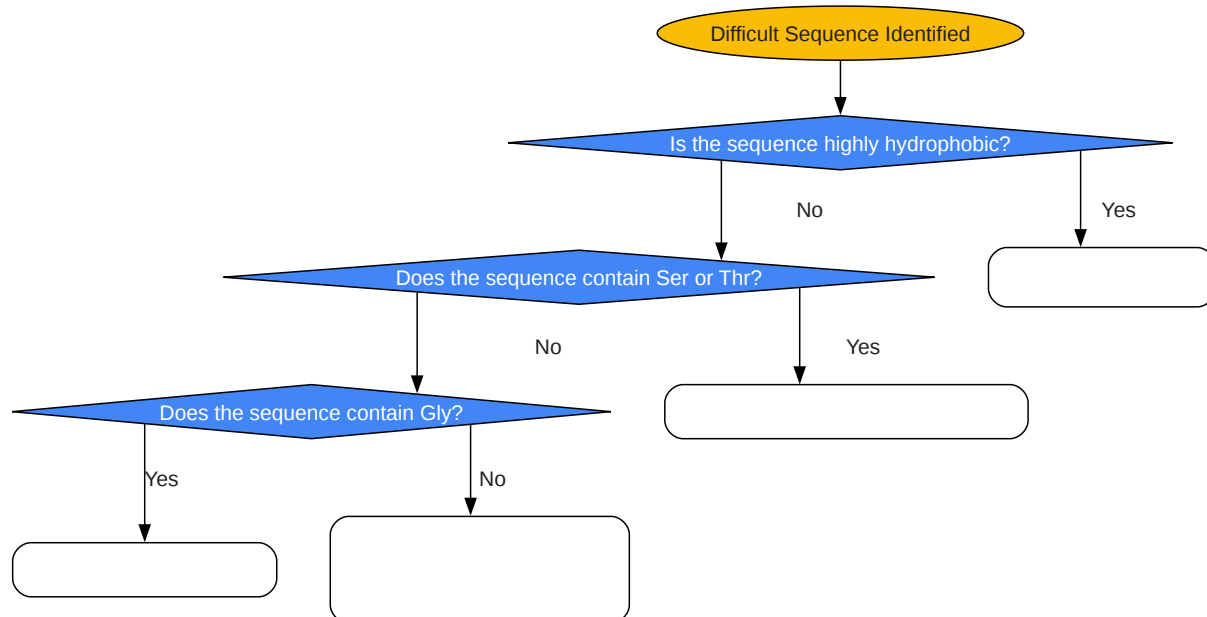 Difficult Sequence Identified
Is the sequence highly hydrophobic?
No
Yes
Does the sequence contain Ser or Thr?
No
Yes
Does the sequence contain Gly?
Yes
No